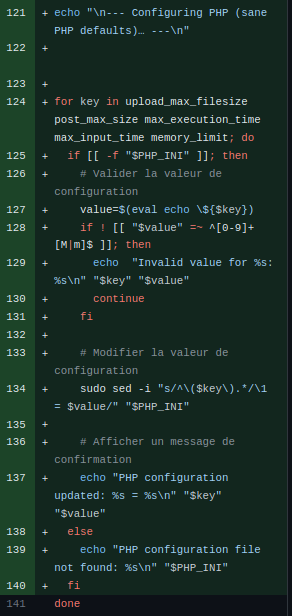 121 + echo "\n--- Configuring PHP (sane
PHP defaults)… ---\n"
122 +
123 +
124 + for key in upload_max_filesize
post_max_size max_execution_time
max_input_time memory_limit; do
125 + if [[ -f "$PHP_INI" ]]; then
126 + # Valider la valeur de
configuration
127 + value=$(eval echo \${$key})
128 + if ! [[ "$value" =~ ^[0-9]+
[M|m]$ ]]; then
129 + echo "Invalid value for %s:
%s\n" "$key" "$value"
130 + continue
131 + fi
132 +
133 + # Modifier la valeur de
configuration
134 + sudo sed -i "s/^\($key\).*/\1
= $value/" "$PHP_INI"
135 +
136 + # Afficher un message de
confirmation
137 + echo "PHP configuration
updated: %s = %s\n" "$key"
"$value"
138 + else
139 + echo "PHP configuration file
not found: %s\n" "$PHP_INI"
140 + fi
141 done